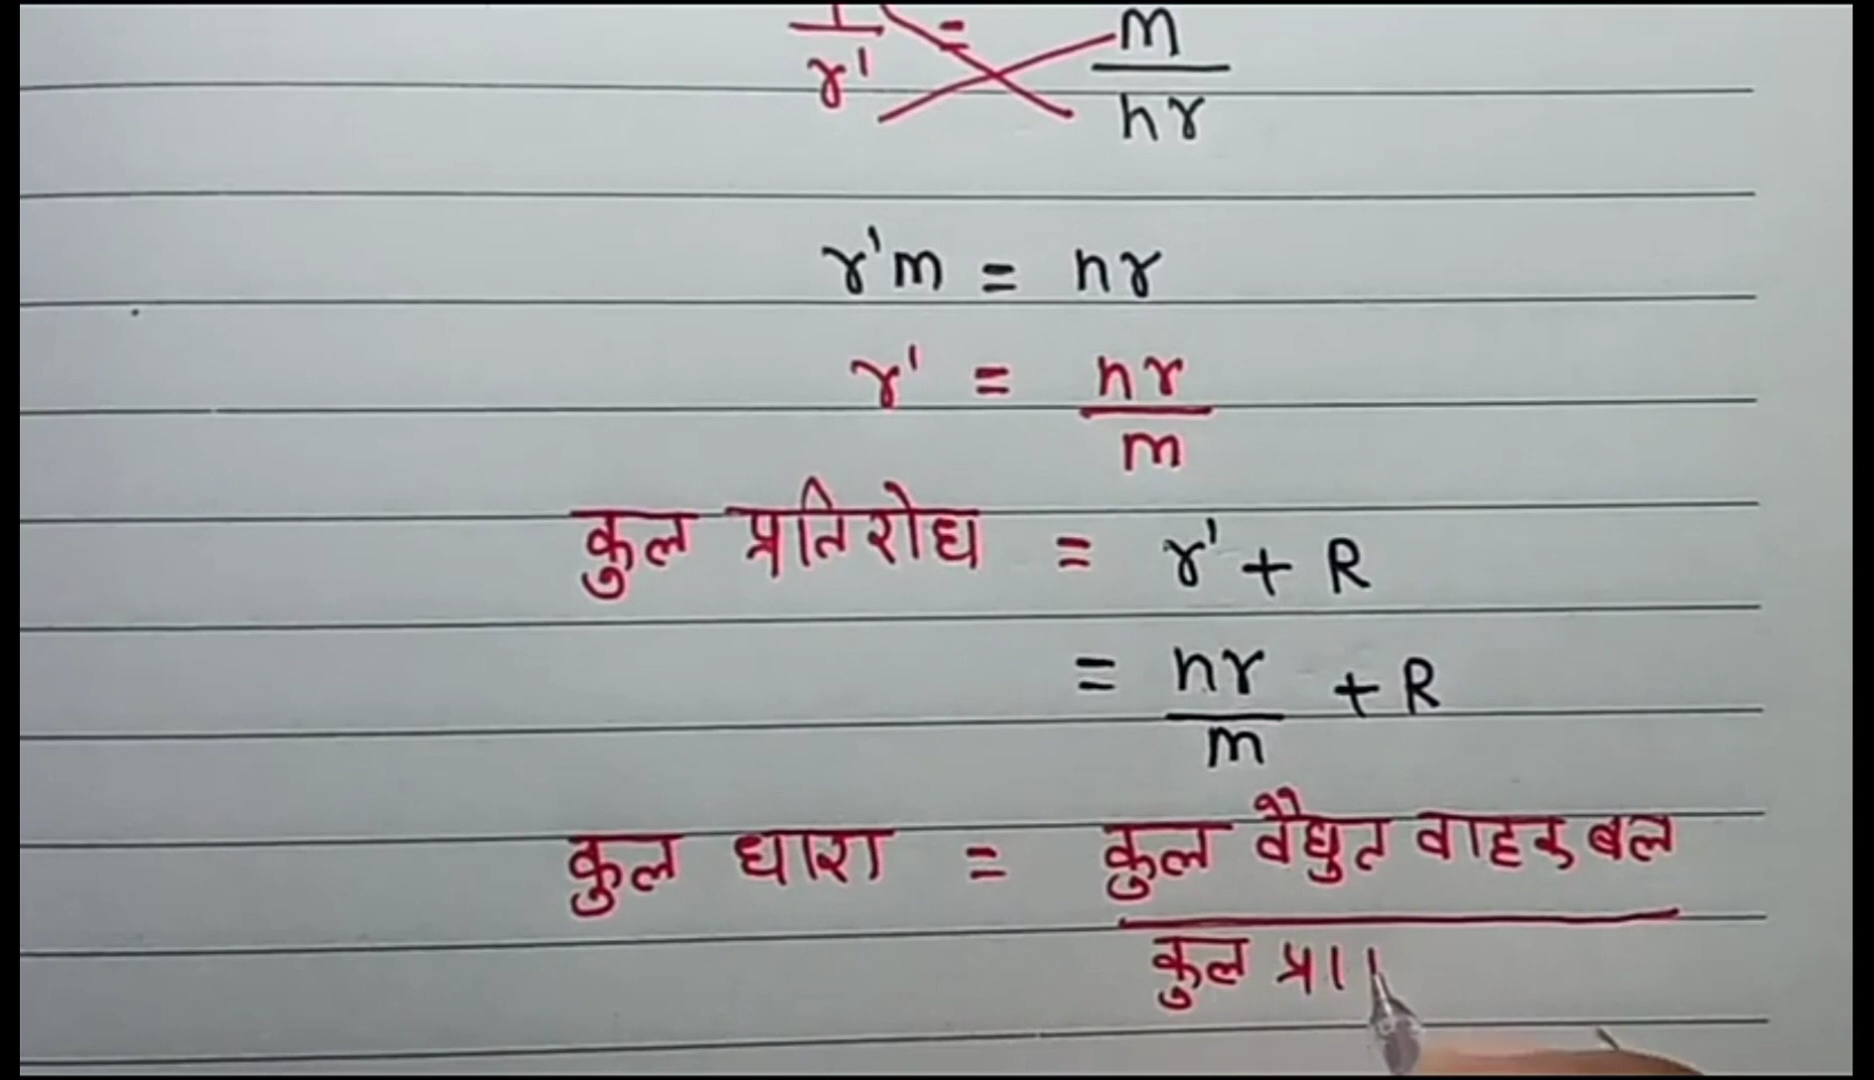 1/r' = m/nr
r'm = nr
r' = nr/m
कुल प्रतिरोध = r' + R
= nr/m + R
कुल धारा = कुल वैधुत वाहक बल
कुल प्र